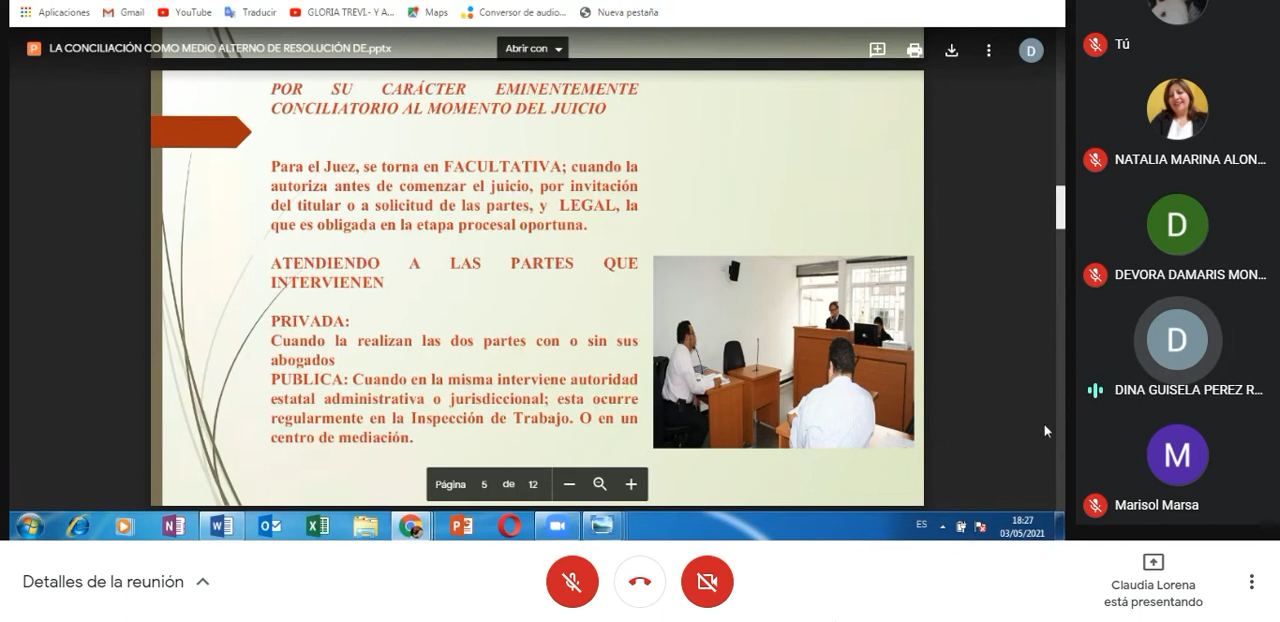 Aplicaciones Gmail YouTube Traducir GLORIA TREVI.- Y A... Maps Conversor de audio... Nueva pestaña
P LA CONCILIACIÓN COMO MEDIO ALTERNO DE RESOLUCIÓN DE.pptx Abrir con D
POR SU CARÁCTER EMINENTEMENTE
CONCILIATORIO AL MOMENTO DEL JUICIO
Para el Juez, se torna en FACULTATIVA; cuando la
autoriza antes de comenzar el juicio, por invitación
del titular o a solicitud de las partes, y LEGAL, la
que es obligada en la etapa procesal oportuna.
ATENDIENDO A LAS PARTES QUE
INTERVIENEN
PRIVADA:
Cuando la realizan las dos partes con o sin sus
abogados
PUBLICA: Cuando en la misma interviene autoridad
estatal administrativa o jurisdiccional; esta ocurre
regularmente en la Inspección de Trabajo. O en un
centro de mediación.
Página 5 de 12
ES 18:27
03/05/2021
Tú
NATALIA MARINA ALON...
D
DEVORA DAMARIS MON...
D
DINA GUISELA PEREZ R...
M
Marisol Marsa
Detalles de la reunión
Claudia Lorena
está presentando